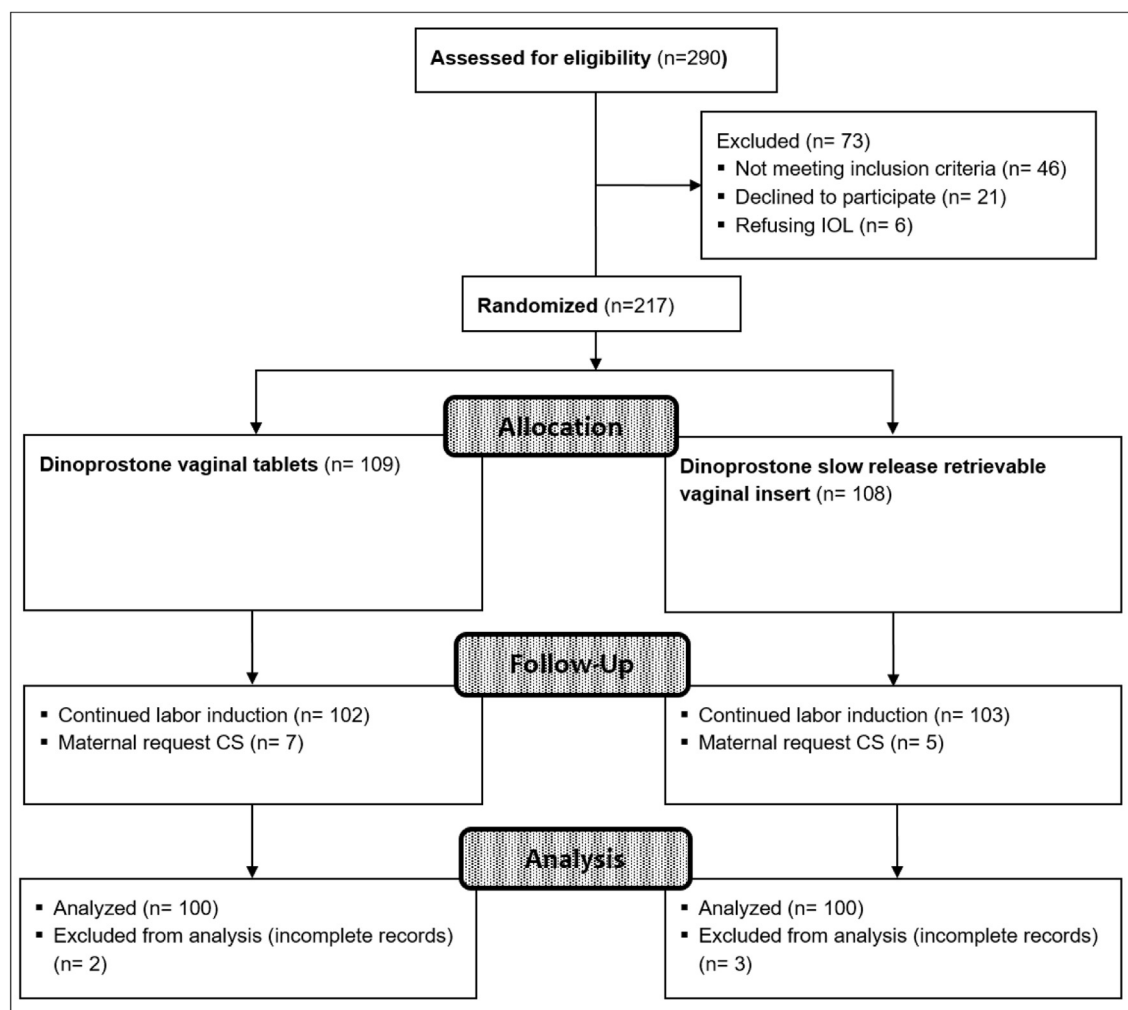 Assessed for eligibility (n=290)
Excluded (n= 73)
▪ Not meeting inclusion criteria (n= 46)
▪ Declined to participate (n= 21)
▪ Refusing IOL (n= 6)
Randomized (n=217)
Allocation
Dinoprostone vaginal tablets (n= 109)
Dinoprostone slow release retrievable
vaginal insert (n= 108)
Follow-Up
▪ Continued labor induction (n= 102)
▪ Maternal request CS (n= 7)
▪ Continued labor induction (n= 103)
▪ Maternal request CS (n= 5)
Analysis
▪ Analyzed (n= 100)
▪ Excluded from analysis (incomplete records)
(n= 2)
▪ Analyzed (n= 100)
▪ Excluded from analysis (incomplete records)
(n= 3)